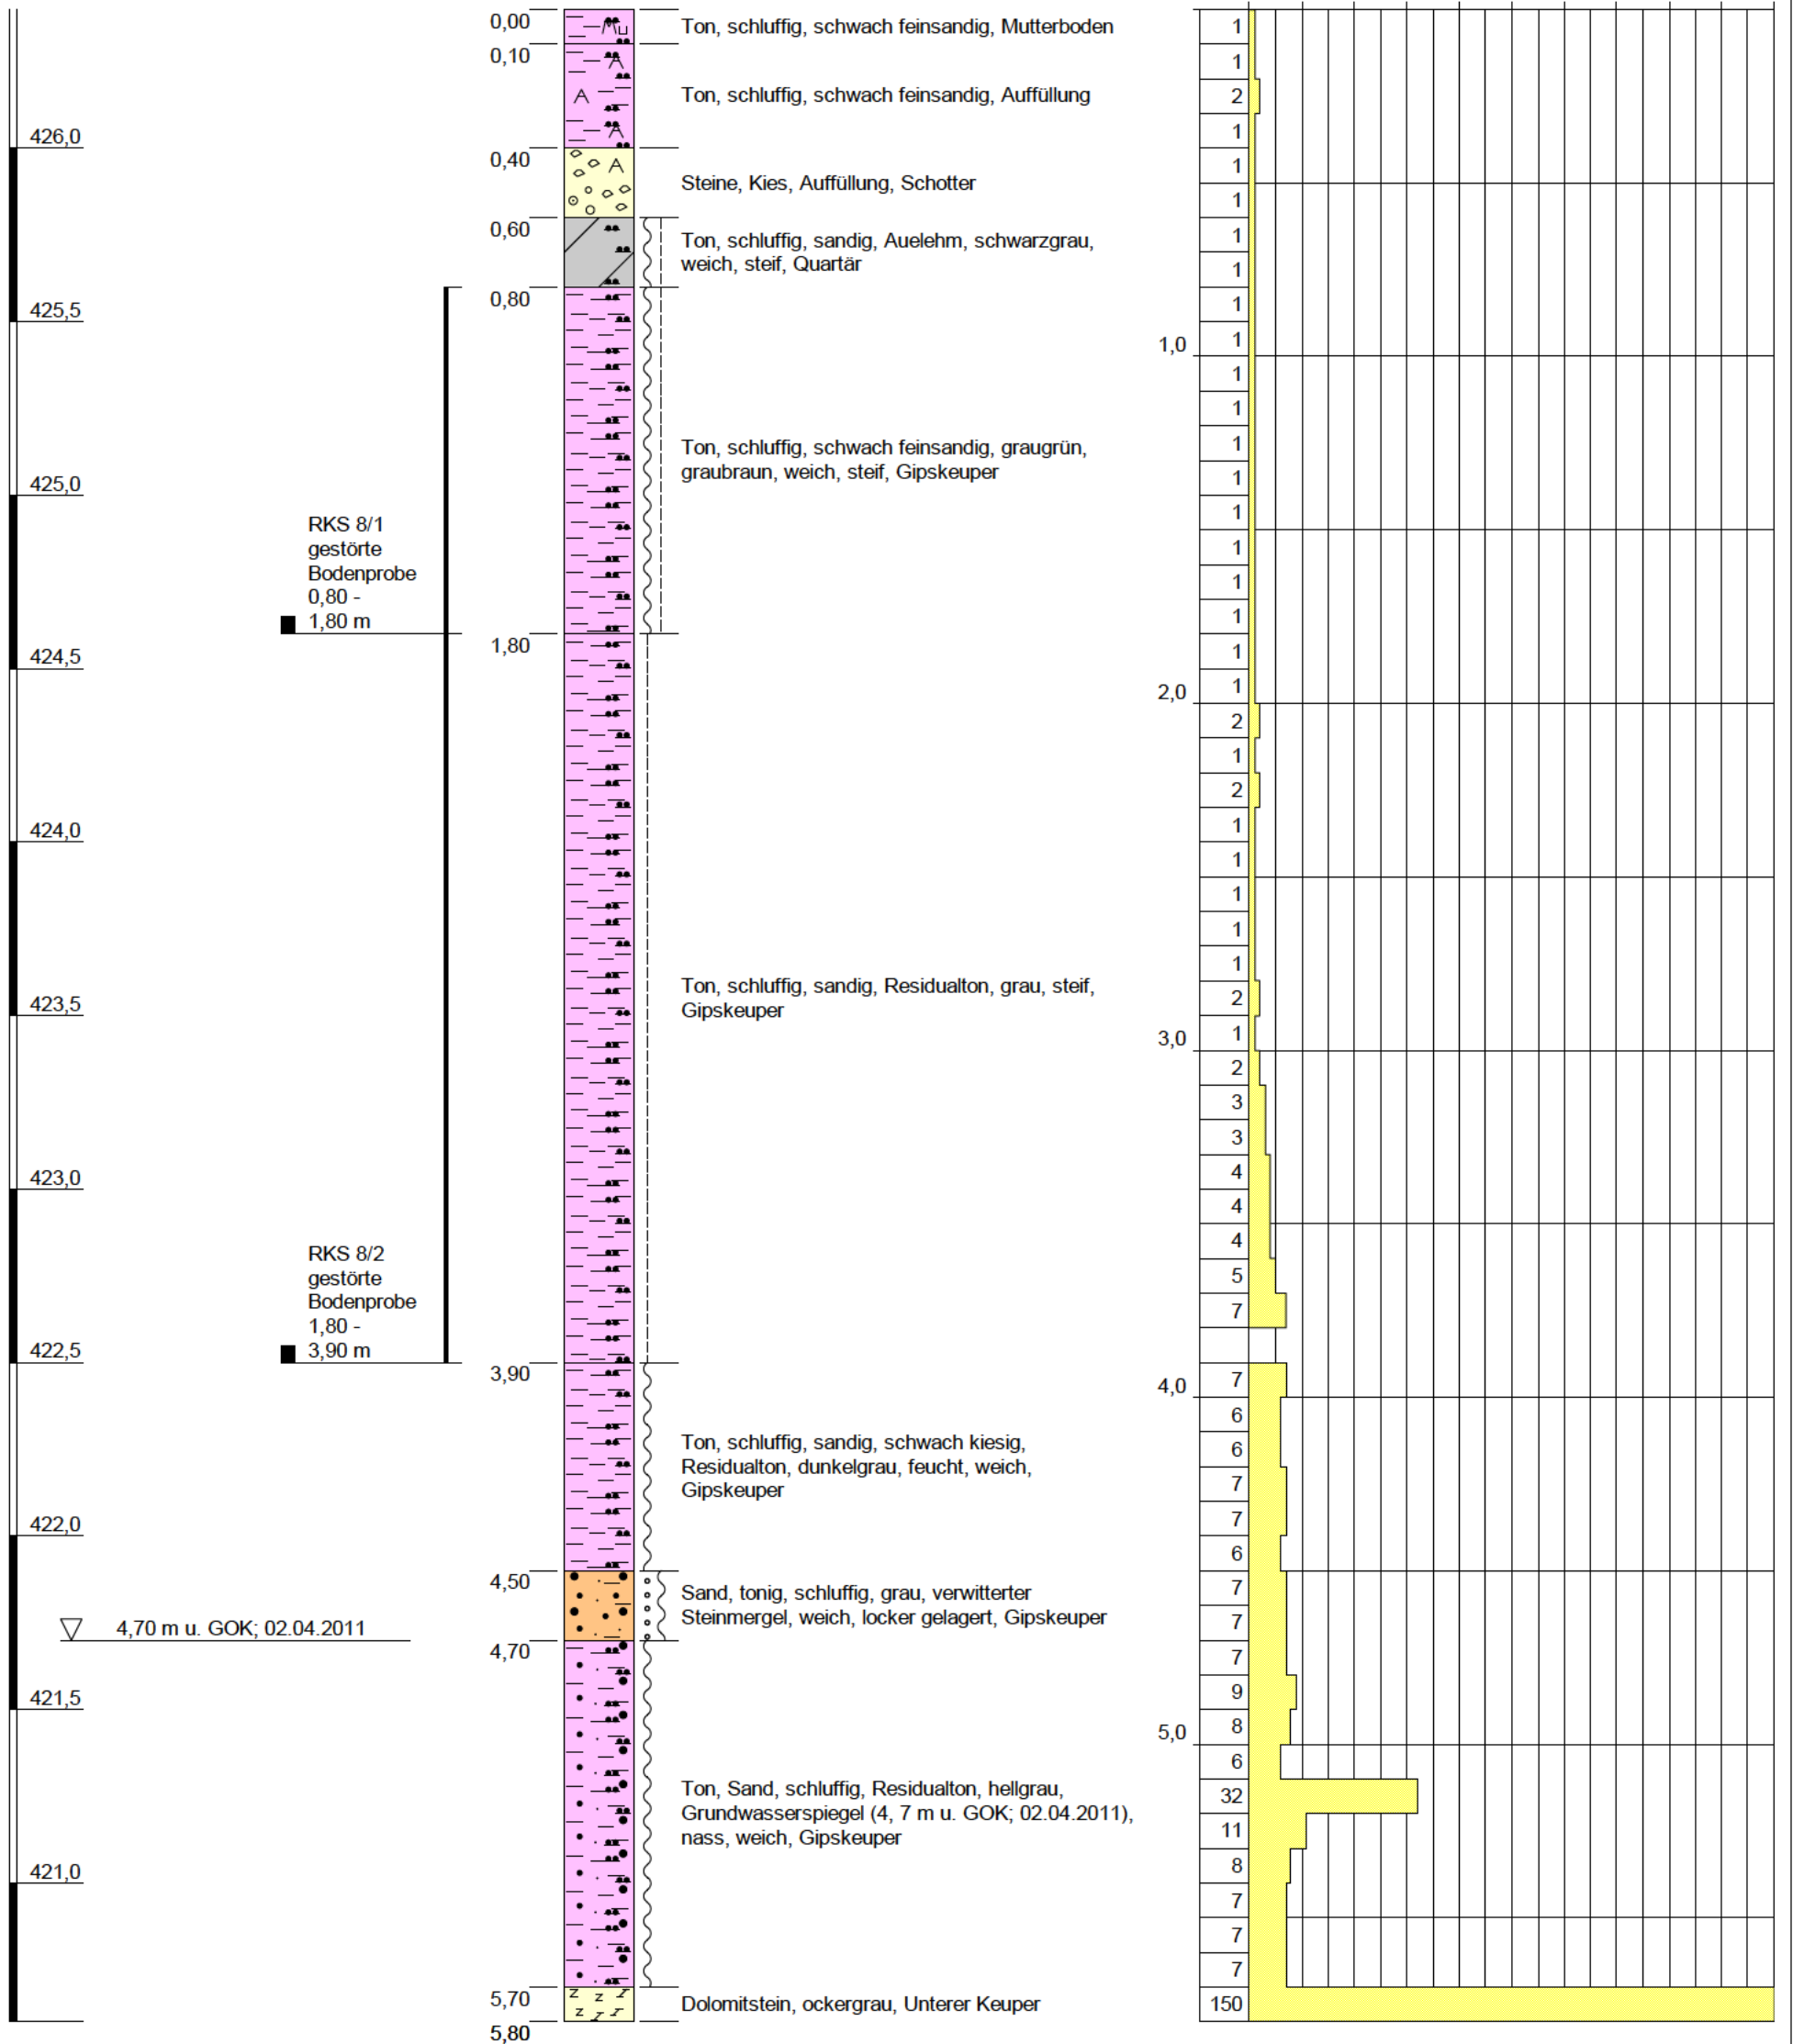 426,0
425,5
425,0
424,5
424,0
423,5
423,0
422,5
422,0
421,5
421,0
4,70 m u. GOK; 02.04.2011
RKS 8/1
gestörte
Bodenprobe
0,80 -
1,80 m
RKS 8/2
gestörte
Bodenprobe
1,80 -
3,90 m
0,00
Mu
Ton, schluffig, schwach feinsandig, Mutterboden
0,10
A
A
A
Ton, schluffig, schwach feinsandig, Auffüllung
0,40
A
Steine, Kies, Auffüllung, Schotter
0,60
Ton, schluffig, sandig, Auelehm, schwarzgrau,
weich, steif, Quartär
0,80
Ton, schluffig, schwach feinsandig, graugrün,
graubraun, weich, steif, Gipskeuper
1,80
Ton, schluffig, sandig, Residualton, grau, steif,
Gipskeuper
3,90
Ton, schluffig, sandig, schwach kiesig,
Residualton, dunkelgrau, feucht, weich,
Gipskeuper
4,50
Sand, tonig, schluffig, grau, verwitterter
Steinmergel, weich, locker gelagert, Gipskeuper
4,70
Ton, Sand, schluffig, Residualton, hellgrau,
Grundwasserspiegel (4, 7 m u. GOK; 02.04.2011),
nass, weich, Gipskeuper
5,70
z z z
z z z
Dolomitstein, ockergrau, Unterer Keuper
5,80
1
1
2
1
1
1
1
1
1
1,0 1
1
1
1
1
1
1
1
1
1
2,0 1
2
1
2
1
1
1
1
1
2
3,0 1
2
3
3
4
4
4
5
7
4,0 7
6
6
7
7
6
7
7
7
9
5,0 8
6
32
11
8
7
7
7
150